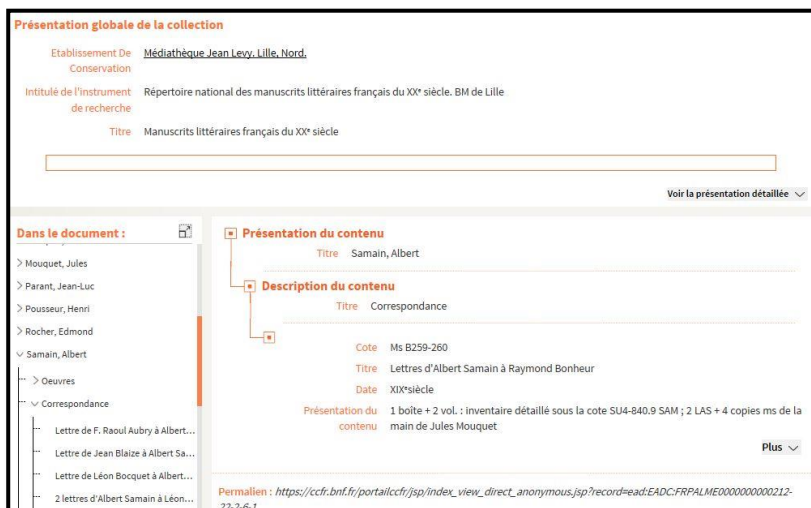 Présentation globale de la collection
Etablissement De Conservation Médiathèque Jean Levy. Lille, Nord.
Intitulé de l'instrument de recherche Répertoire national des manuscrits littéraires français du XXe siècle. BM de Lille
Titre Manuscrits littéraires français du XXe siècle
Voir la présentation détaillée
Dans le document :
> Mouquet, Jules
> Parant, Jean-Luc
> Pousseur, Henri
> Rocher, Edmond
Samain, Albert
> Oeuvres
Correspondance
Lettre de F. Raoul Aubry à Albert...
Lettre de Jean Blaize à Albert Sa...
Lettre de Léon Bocquet à Albert...
2 lettres d'Albert Samain à Léon...
Présentation du contenu
Titre Samain, Albert
Description du contenu
Titre Correspondance
Cote Ms B259-260
Titre Lettres d'Albert Samain à Raymond Bonheur
Date XIXesiècle
Présentation du contenu 1 boîte + 2 vol. : inventaire détaillé sous la cote SU4-840.9 SAM ; 2 LAS + 4 copies ms de la
main de Jules Mouquet
Plus
Permalien : https://ccfr.bnf.fr/portailccfr/jsp/index_view_direct_anonymous.jsp?record=ead:EADC:FRPALME0000000000212-